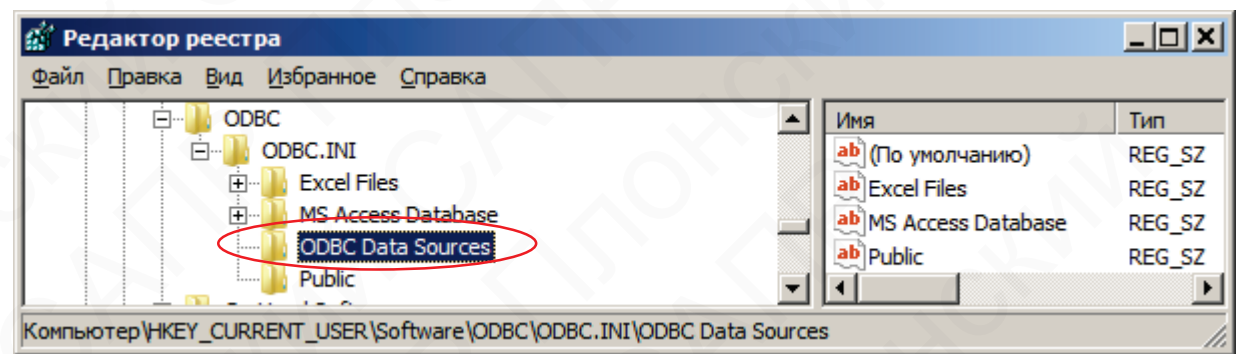 Редактор реестра
Файл Правка Вид Избранное Справка
ODBC
ODBC.INI
Excel Files
MS Access Database
ODBC Data Sources
Public
Имя Тип
(По умолчанию) REG_SZ
Excel Files REG_SZ
MS Access Database REG_SZ
Public REG_SZ
Компьютер\HKEY_CURRENT_USER\Software\ODBC\ODBC.INI\ODBC Data Sources